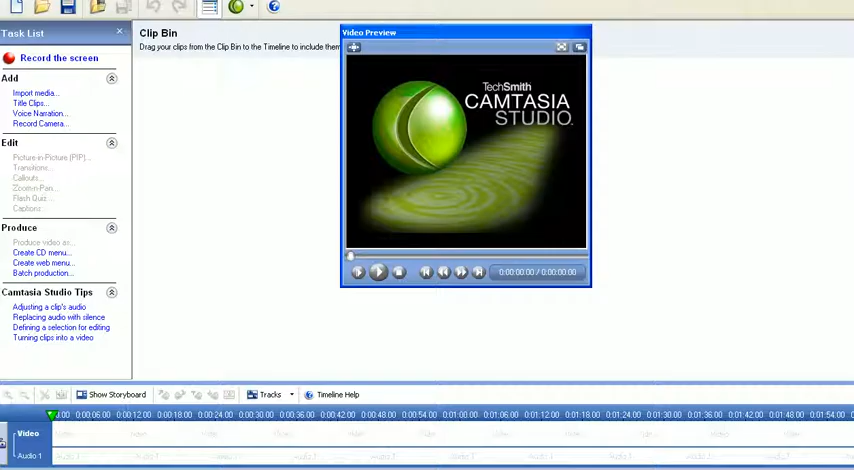 Task List
Record the screen
Add
Import media...
Title Clips...
Voice Narration...
Record Camera...
Edit
Picture-in-Picture (PIP)...
Transitions...
Callouts...
Zoom-n-Pan...
Flash Quiz...
Captions...
Produce
Produce video as...
Create CD menu...
Create web menu...
Batch production...
Camtasia Studio Tips
Adjusting a clip's audio
Replacing audio with silence
Defining a selection for editing
Turning clips into a video
Clip Bin
Drag your clips from the Clip Bin to the Timeline to include them
Video Preview
TechSmith
CAMTASIA
STUDIO
0:00:00.00 / 0:00:00.00
Show Storyboard
Tracks
Timeline Help
0:00:06.00 0:00:12.00 0:00:18.00 0:00:24.00 0:00:30.00 0:00:36.00 0:00:42.00 0:00:48.00 0:00:54.00 0:01:00.00 0:01:06.00 0:01:12.00 0:01:18.00 0:01:24.00 0:01:30.00 0:01:36.00 0:01:42.00 0:01:48.00 0:01:54.00
Video
Audio 1